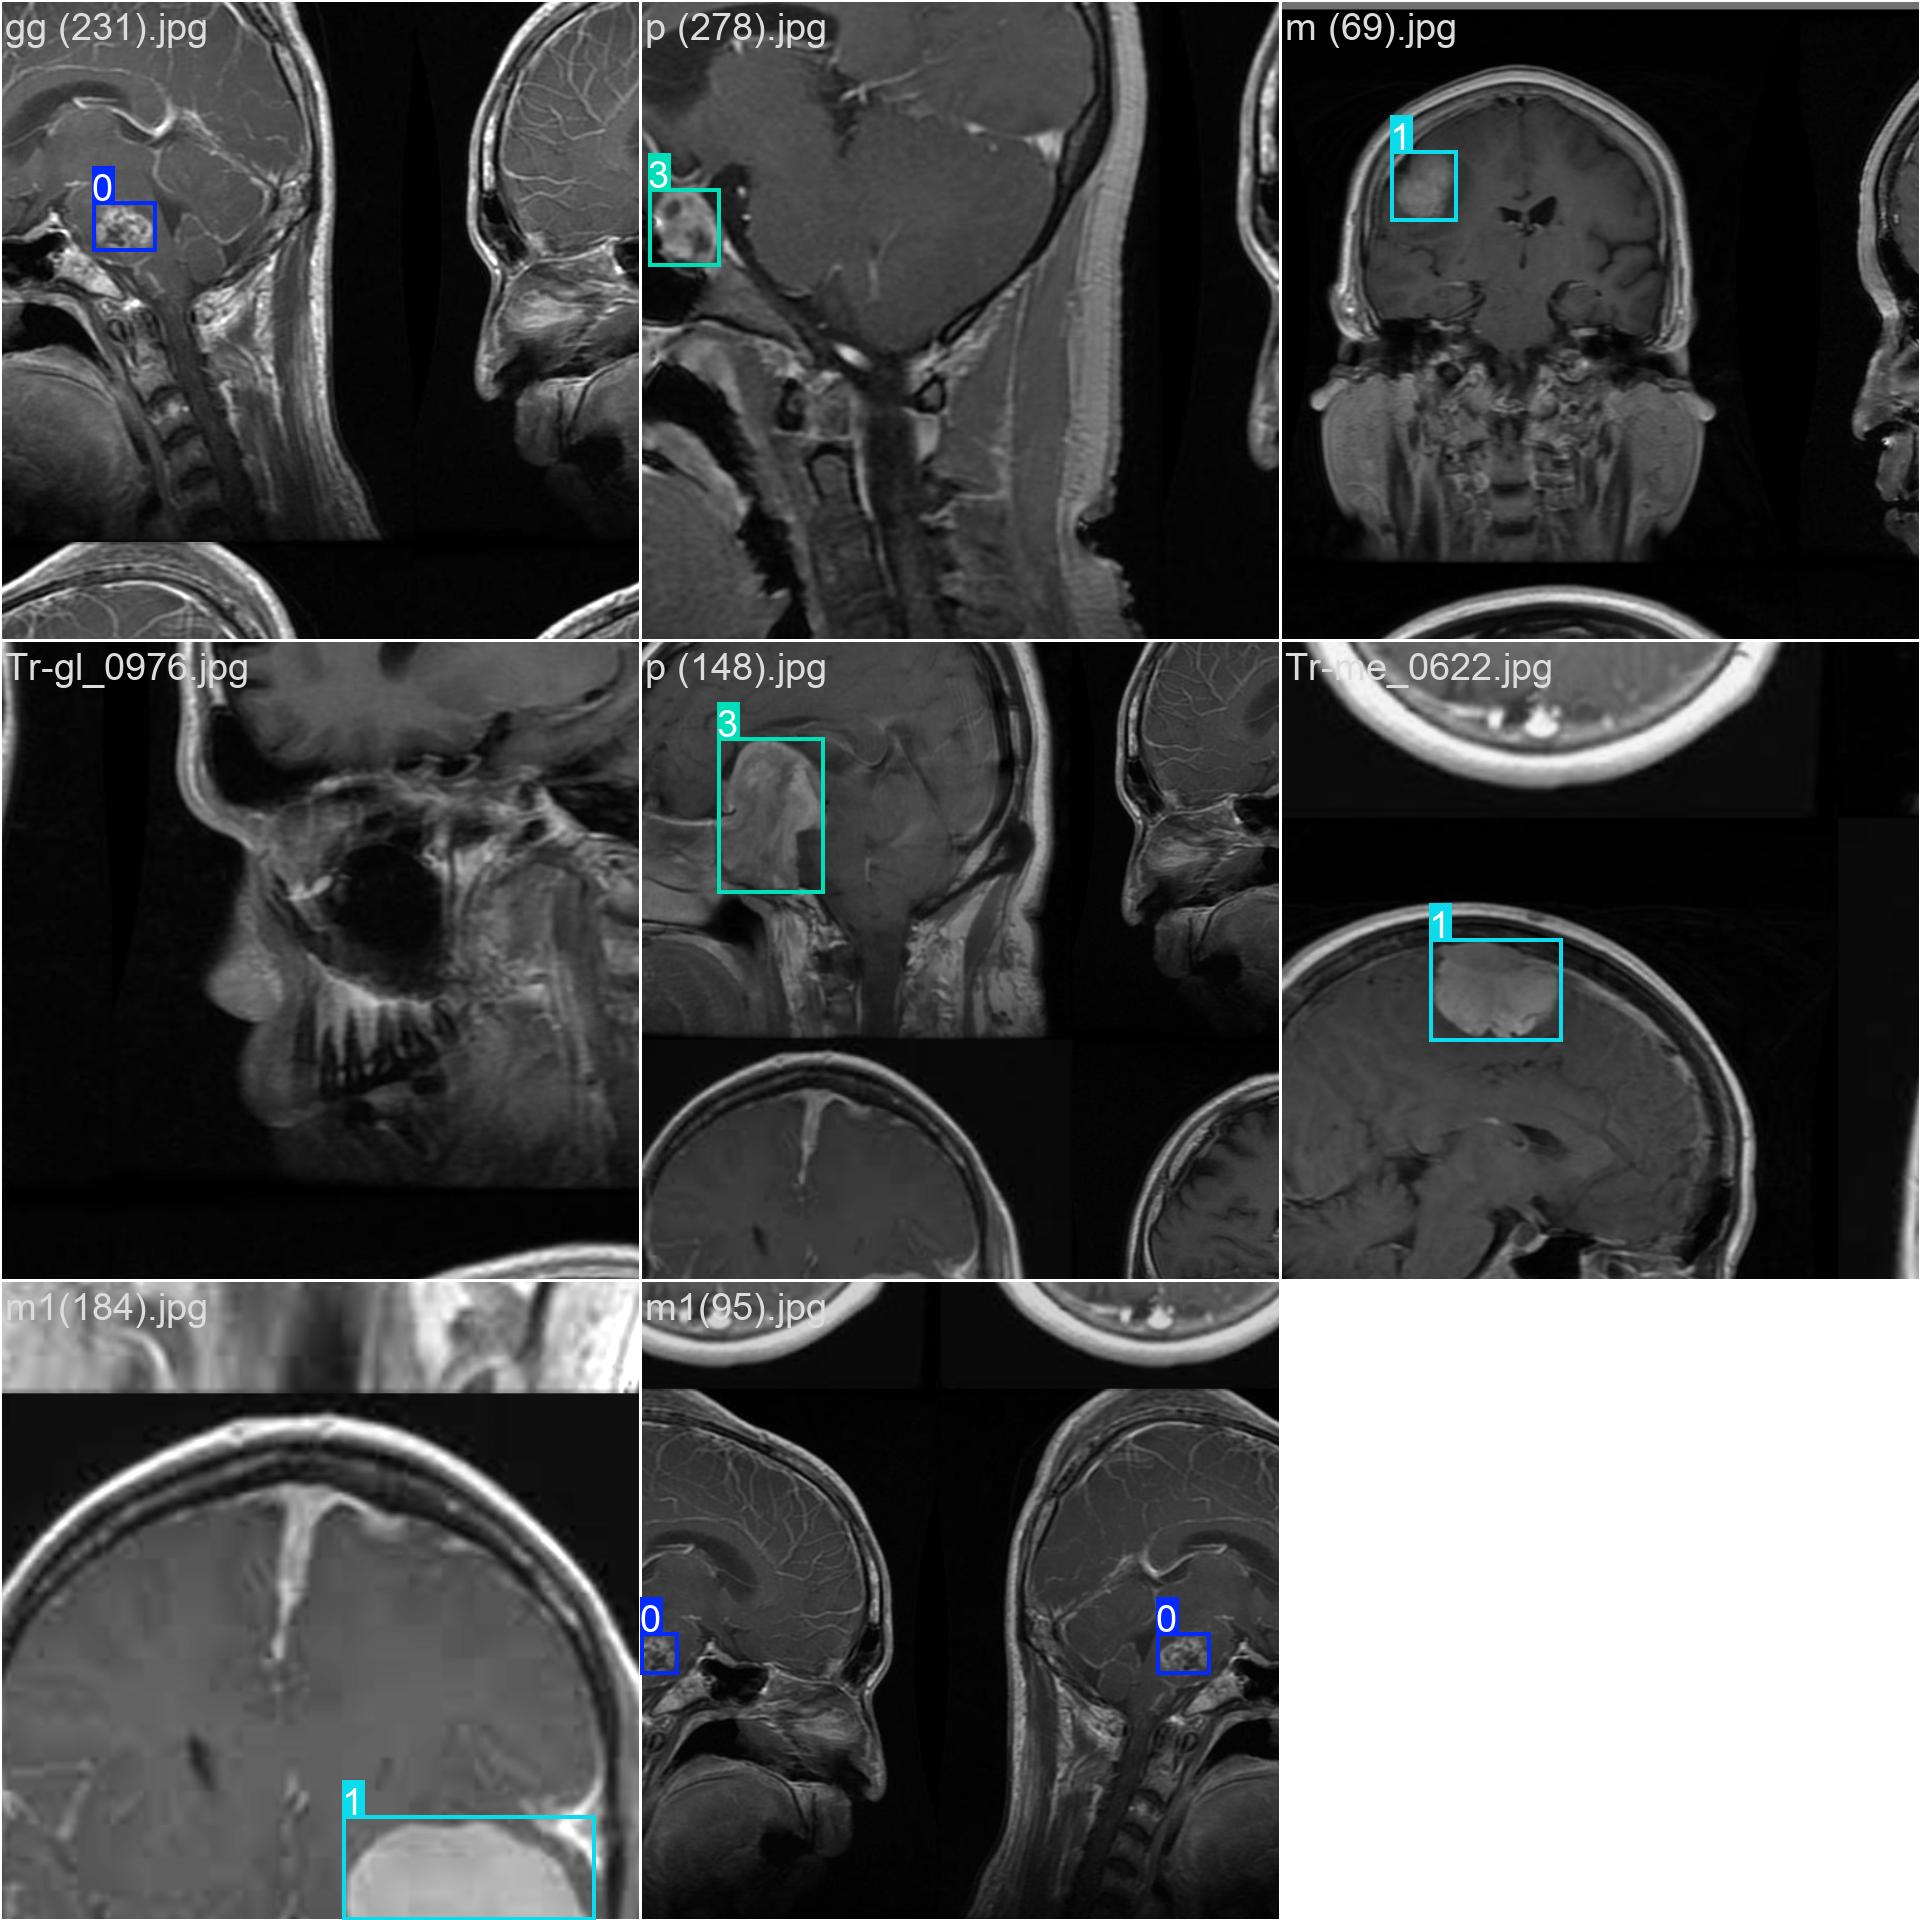 gg (231).jpg
p (278).jpg
m (69).jpg
1
0
3
Tr-gl_0976.jpg
p (148).jpg
Tr-me_0622.jpg
3
1
m1(184).jpg
m1(95).jpg
0
0
1